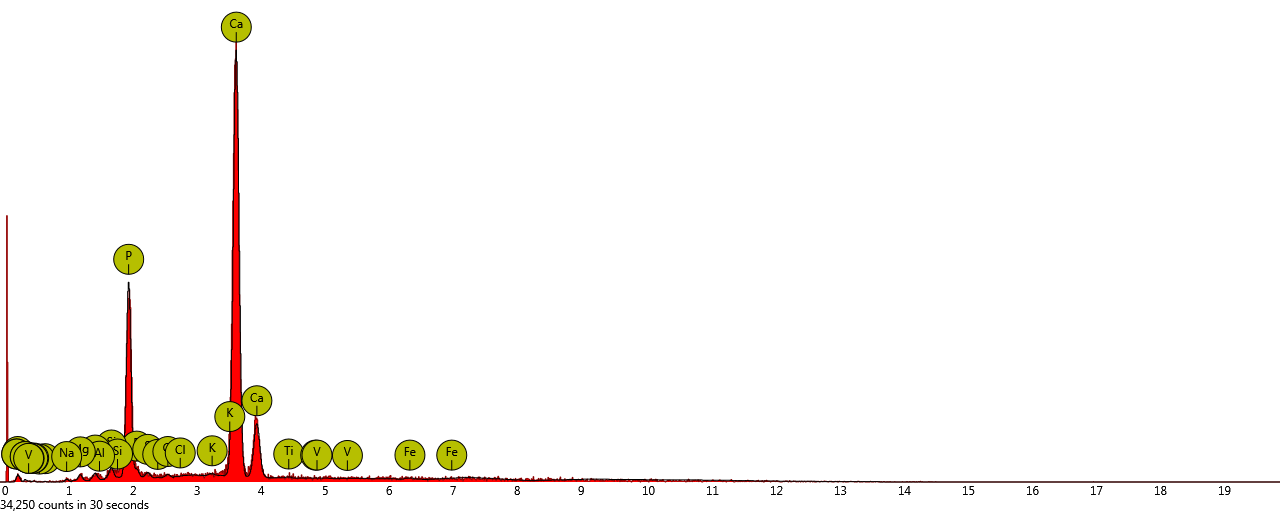 Ca
P
Ca
K
V
Na
Al
Si
Cl
K
Ti
V
V
Fe
Fe
0 1 2 3 4 5 6 7 8 9 10 11 12 13 14 15 16 17 18 19
34,250 counts in 30 seconds